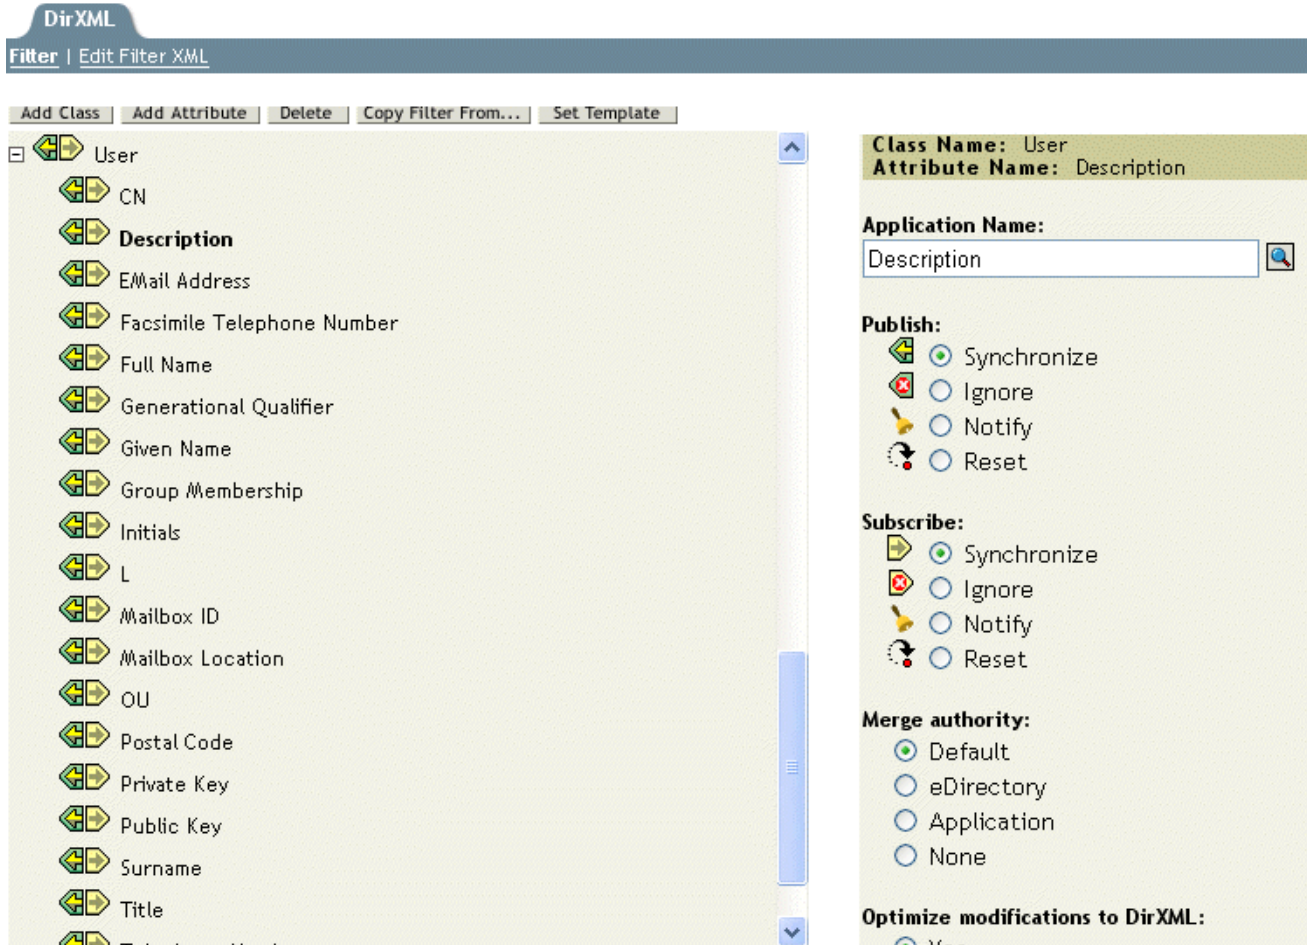 DirXML
Filter | Edit Filter XML
Add Class Add Attribute Delete Copy Filter From... Set Template
User
CN
Description
EMail Address
Facsimile Telephone Number
Full Name
Generational Qualifier
Given Name
Group Membership
Initials
L
Mailbox ID
Mailbox Location
OU
Postal Code
Private Key
Public Key
Surname
Title
Class Name: User
Attribute Name: Description
Application Name:
Description
Publish:
Synchronize
Ignore
Notify
Reset
Subscribe:
Synchronize
Ignore
Notify
Reset
Merge authority:
Default
eDirectory
Application
None
Optimize modifications to DirXML: